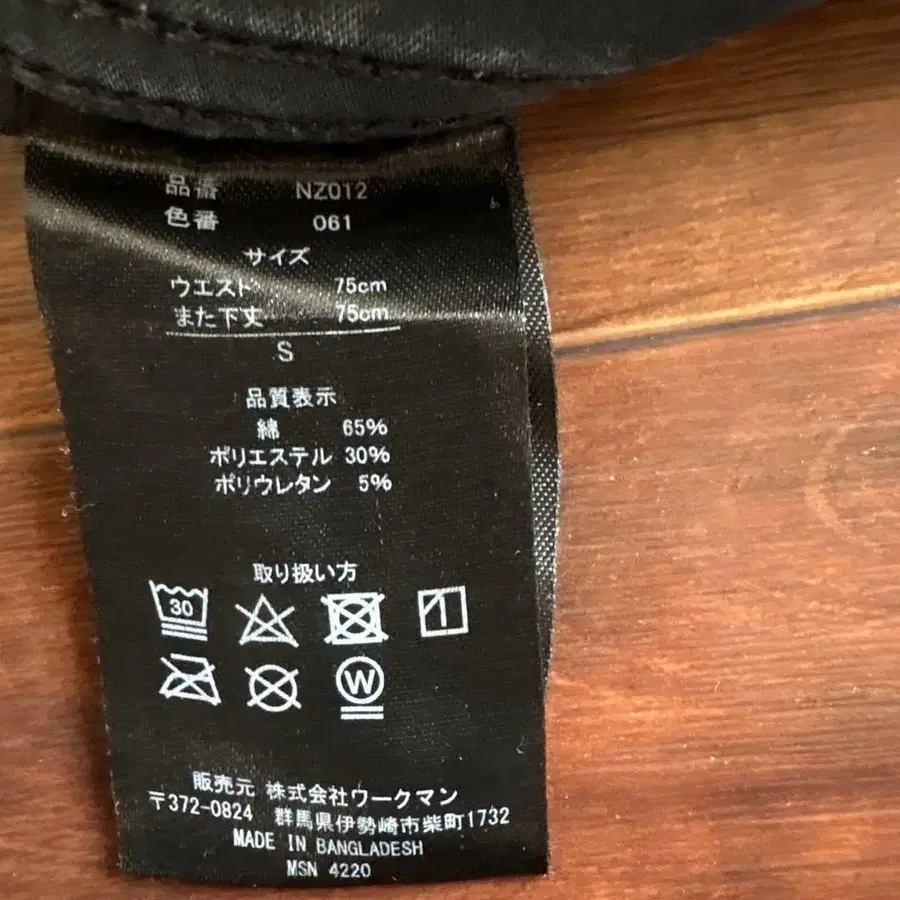 品番 NZ012
色番 061
サイズ
ウエスト 75cm
また下丈 75cm
S
品質表示
綿 65%
ポリエステル 30%
ポリウレタン 5%
取り扱い方
30
W
販売元 株式会社ワークマン
〒372-0824 群馬県伊勢崎市柴町1732
MADE IN BANGLADESH
MSN 4220